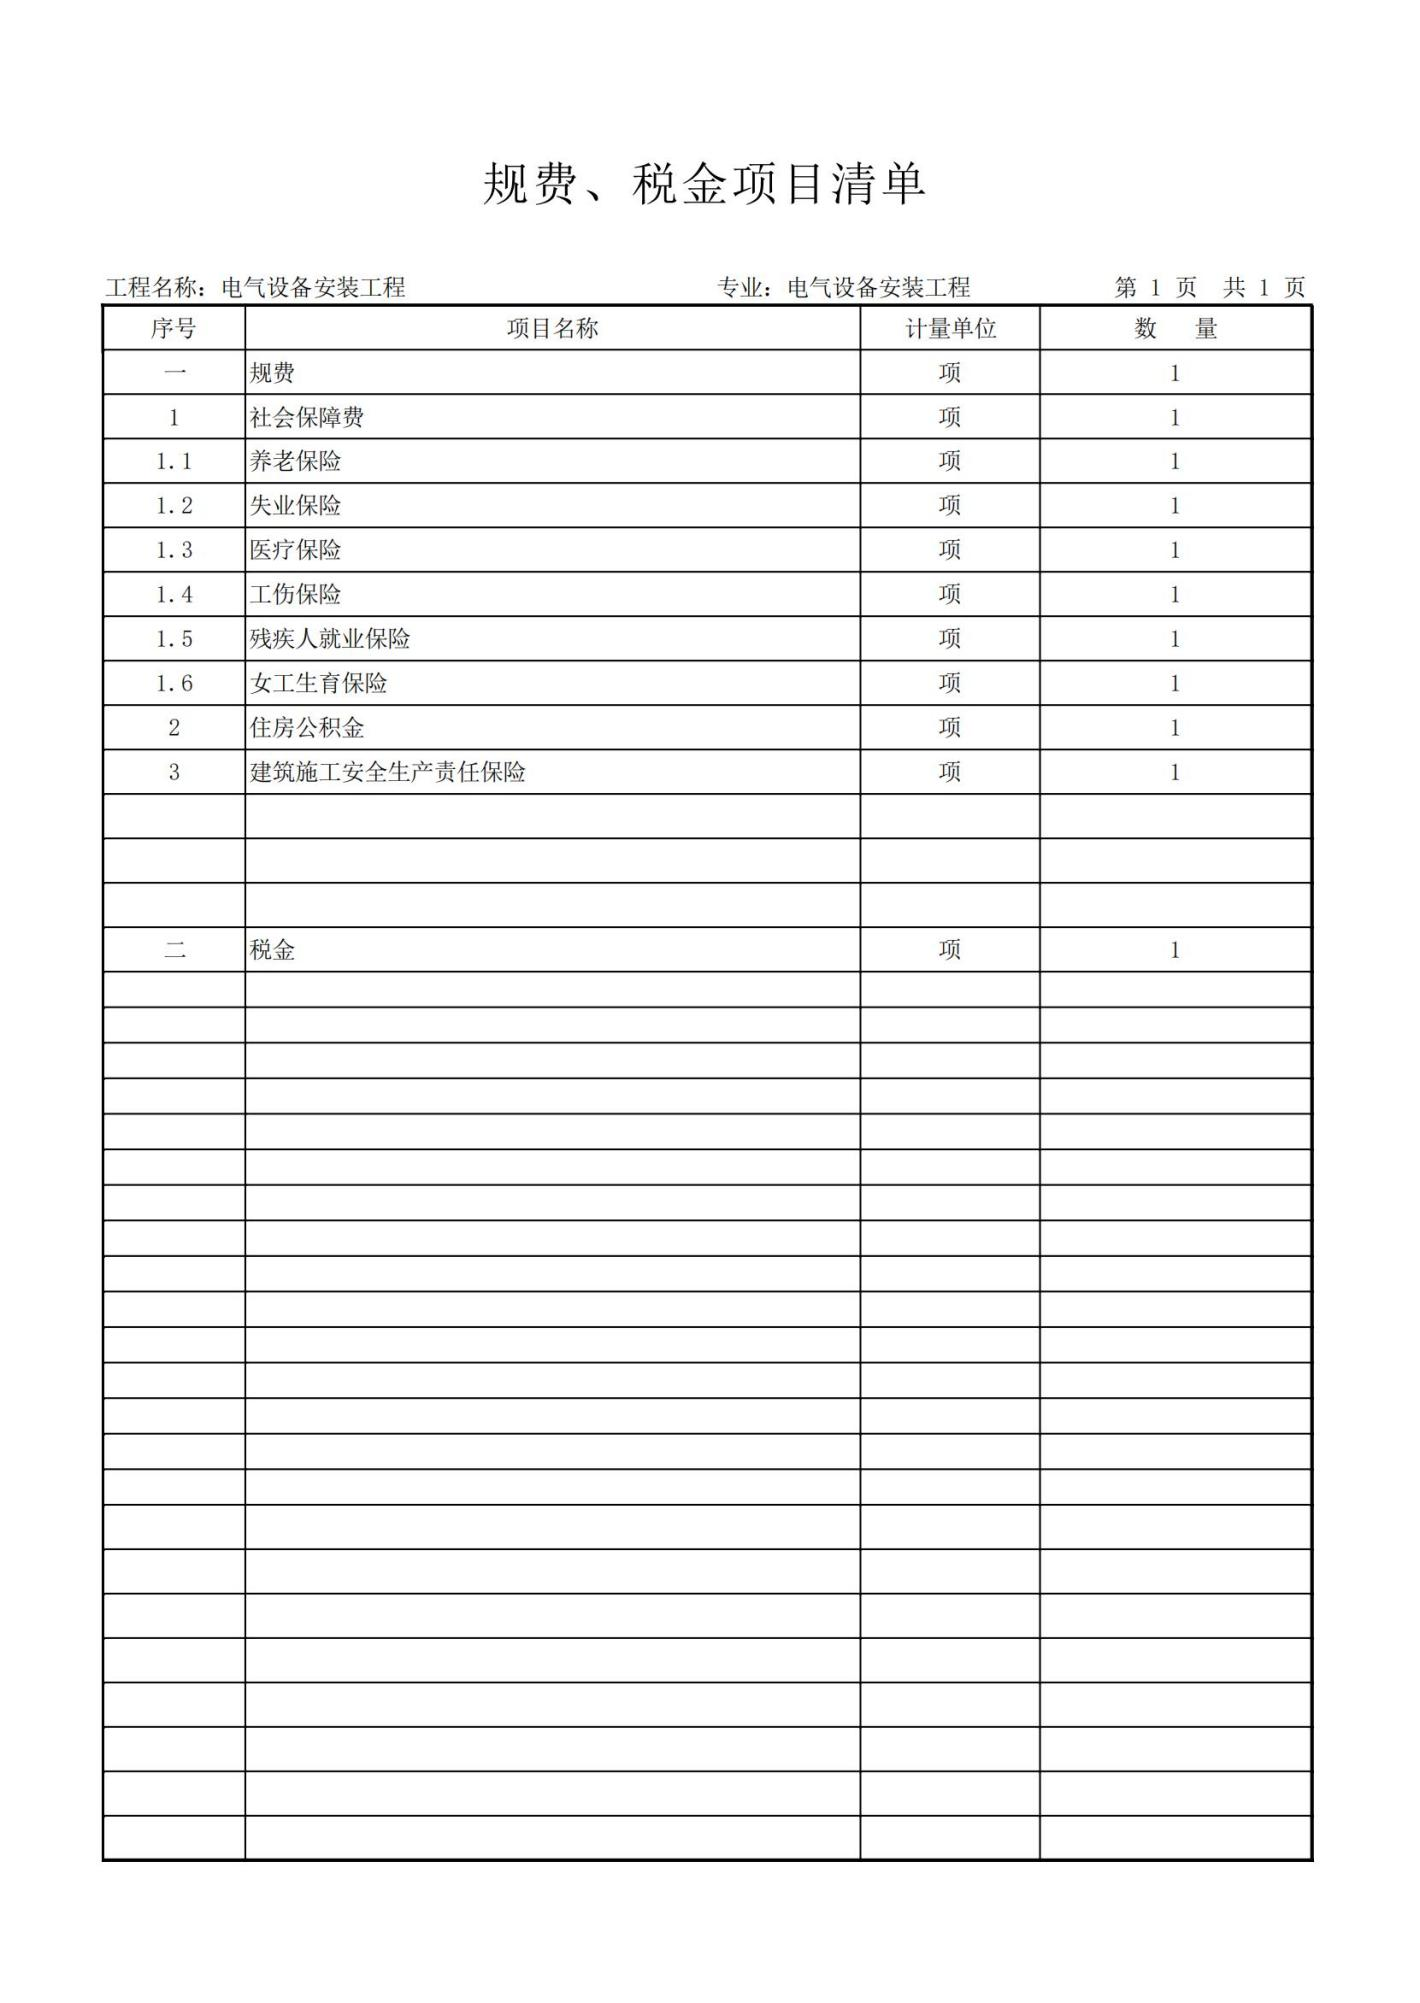 规费、税金项目清单
工程名称：电气设备安装工程 专业：电气设备安装工程 第 1 页 共 1 页
序号 项目名称 计量单位 数 量
一 规费 项 1
1 社会保障费 项 1
1.1 养老保险 项 1
1.2 失业保险 项 1
1.3 医疗保险 项 1
1.4 工伤保险 项 1
1.5 残疾人就业保险 项 1
1.6 女工生育保险 项 1
2 住房公积金 项 1
3 建筑施工安全生产责任保险 项 1
二 税金 项 1